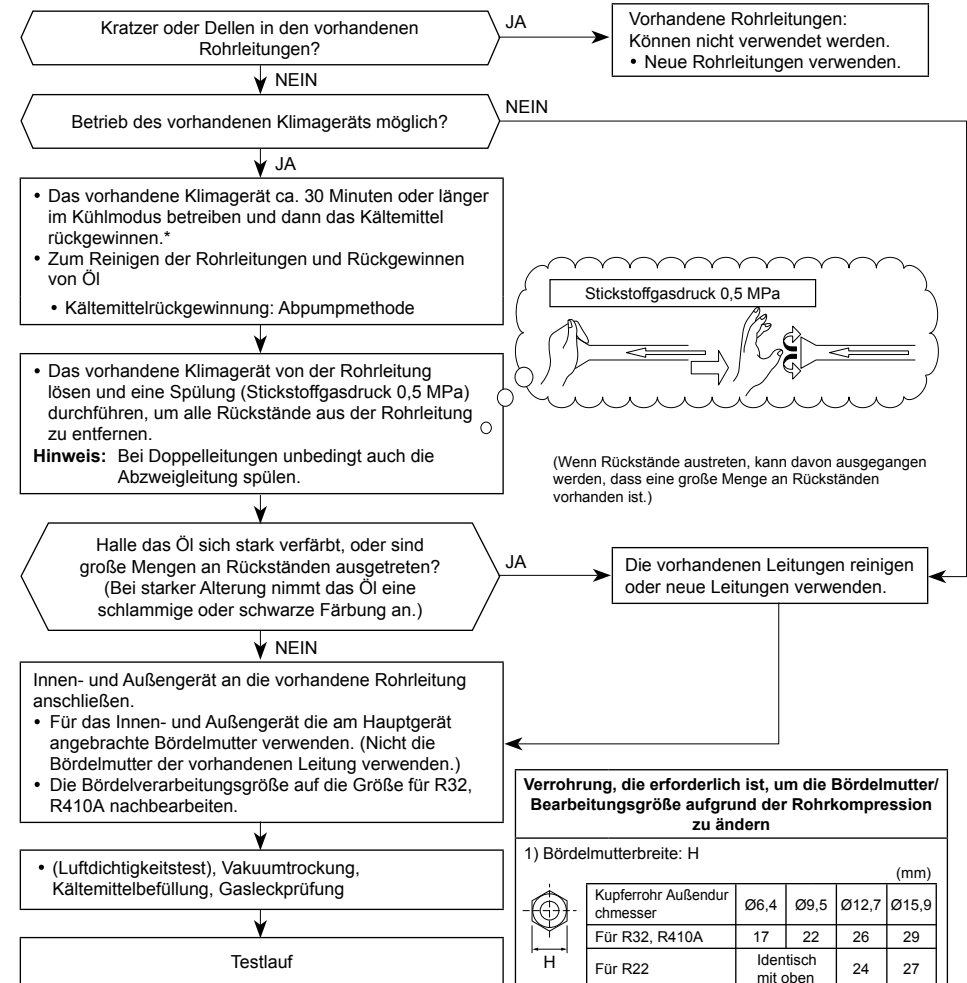 Kratzer oder Dellen in den vorhandenen
Rohrleitungen?
JA
Vorhandene Rohrleitungen:
Können nicht verwendet werden.
• Neue Rohrleitungen verwenden.
NEIN
Betrieb des vorhandenen Klimageräts möglich?
NEIN
JA
• Das vorhandene Klimagerät ca. 30 Minuten oder länger
im Kühlmodus betreiben und dann das Kältemittel
rückgewinnen.*
• Zum Reinigen der Rohrleitungen und Rückgewinnen
von Öl
• Kältemittelrückgewinnung: Abpumpmethode
Stickstoffgasdruck 0,5 MPa
• Das vorhandene Klimagerät von der Rohrleitung
lösen und eine Spülung (Stickstoffgasdruck 0,5 MPa)
durchführen, um alle Rückstände aus der Rohrleitung
zu entfernen.
Hinweis: Bei Doppelleitungen unbedingt auch die
Abzweigleitung spülen.
(Wenn Rückstände austreten, kann davon ausgegangen
werden, dass eine große Menge an Rückständen
vorhanden ist.)
Halle das Öl sich stark verfärbt, oder sind
große Mengen an Rückständen ausgetreten?
(Bei starker Alterung nimmt das Öl eine
schlammige oder schwarze Färbung an.)
JA
Die vorhandenen Leitungen reinigen
oder neue Leitungen verwenden.
NEIN
Innen- und Außengerät an die vorhandene Rohrleitung
anschließen.
• Für das Innen- und Außengerät die am Hauptgerät
angebrachte Bördelmutter verwenden. (Nicht die
Bördelmutter der vorhandenen Leitung verwenden.)
• Die Bördelverarbeitungsgröße auf die Größe für R32,
R410A nachbearbeiten.
• (Luftdichtigkeitstest), Vakuumtrockung,
Kältemittelbefüllung, Gasleckprüfung
Testlauf
Verrohrung, die erforderlich ist, um die Bördelmutter/
Bearbeitungsgröße aufgrund der Rohrkompression
zu ändern
1) Bördelmutterbreite: H
(mm)
Kupferrohr Außendur
chmesser
Ø6,4 Ø9,5 Ø12,7 Ø15,9
Für R32, R410A 17 22 26 29
Für R22 Identisch
mit oben 24 27
H